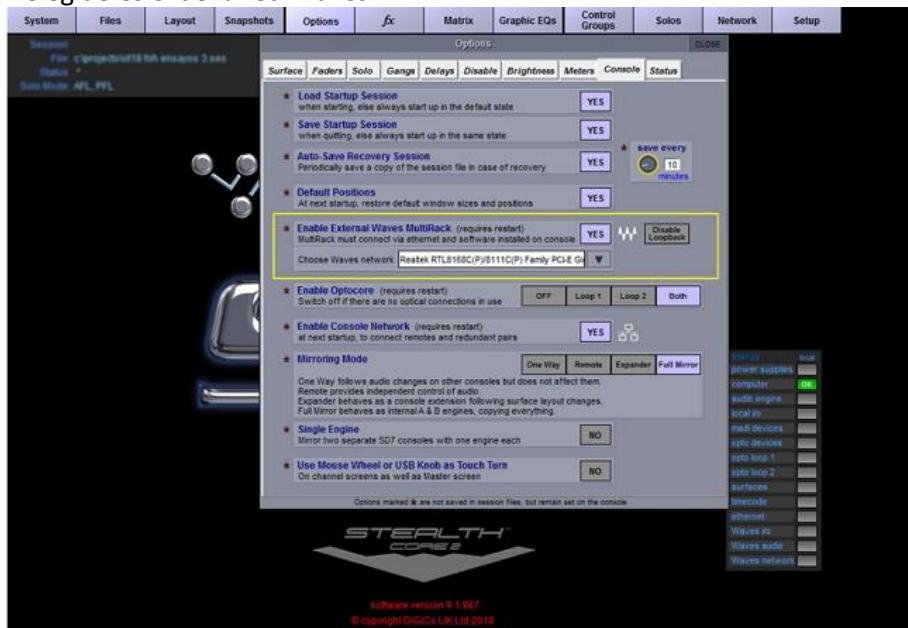 System Files Layout Snapshots Options fx Matrix Graphic EQs Control Groups Solos Network Setup
Session
File c:\projects\
Status
Solo Mode AFL, PFL
Options CLOSE
Surface Faders Solo Gangs Delays Disable Brightness Meters Console Status
Load Startup Session
when starting, else always start up in the default state YES
Save Startup Session
when quitting, else always start up in the same state YES
Auto-Save Recovery Session
Periodically save a copy of the session file in case of recovery YES
save every
10
minutes
Default Positions
At next startup, restore default window sizes and positions YES
Enable External Waves MultiRack (requires restart)
MultiRack must connect via ethernet and software installed on console YES Disable Loopback
Choose Waves network Realtek RTL8168C(P)/8111C(P) Family PCI-E Gi
Enable Optocore (requires restart)
Switch off if there are no optical connections in use OFF Loop 1 Loop 2 Both
Enable Console Network (requires restart)
at next startup, to connect remotes and redundant pairs YES
Mirroring Mode One Way Remote Expander Full Mirror
One Way follows audio changes on other consoles but does not affect them.
Remote provides independent control of audio.
Expander behaves as a console extension following surface layout changes.
Full Mirror behaves as internal A & B engines, copying everything.
Single Engine
Mirror two separate SD7 consoles with one engine each NO
Use Mouse Wheel or USB Knob as Touch Turn
On channel screens as well as Master screen NO
Options marked * are not saved in session files, but remain set on the console
status local
power supplies
computer OK
audio engine
local i/o
madi devices
opto devices
opto loop 1
opto loop 2
surfaces
timecode
ethernet
Waves i/o
Waves audio
Waves network
STEALTH
CORE 2
software version 9.1.987
© copyright DiGiCo UK Ltd 2018